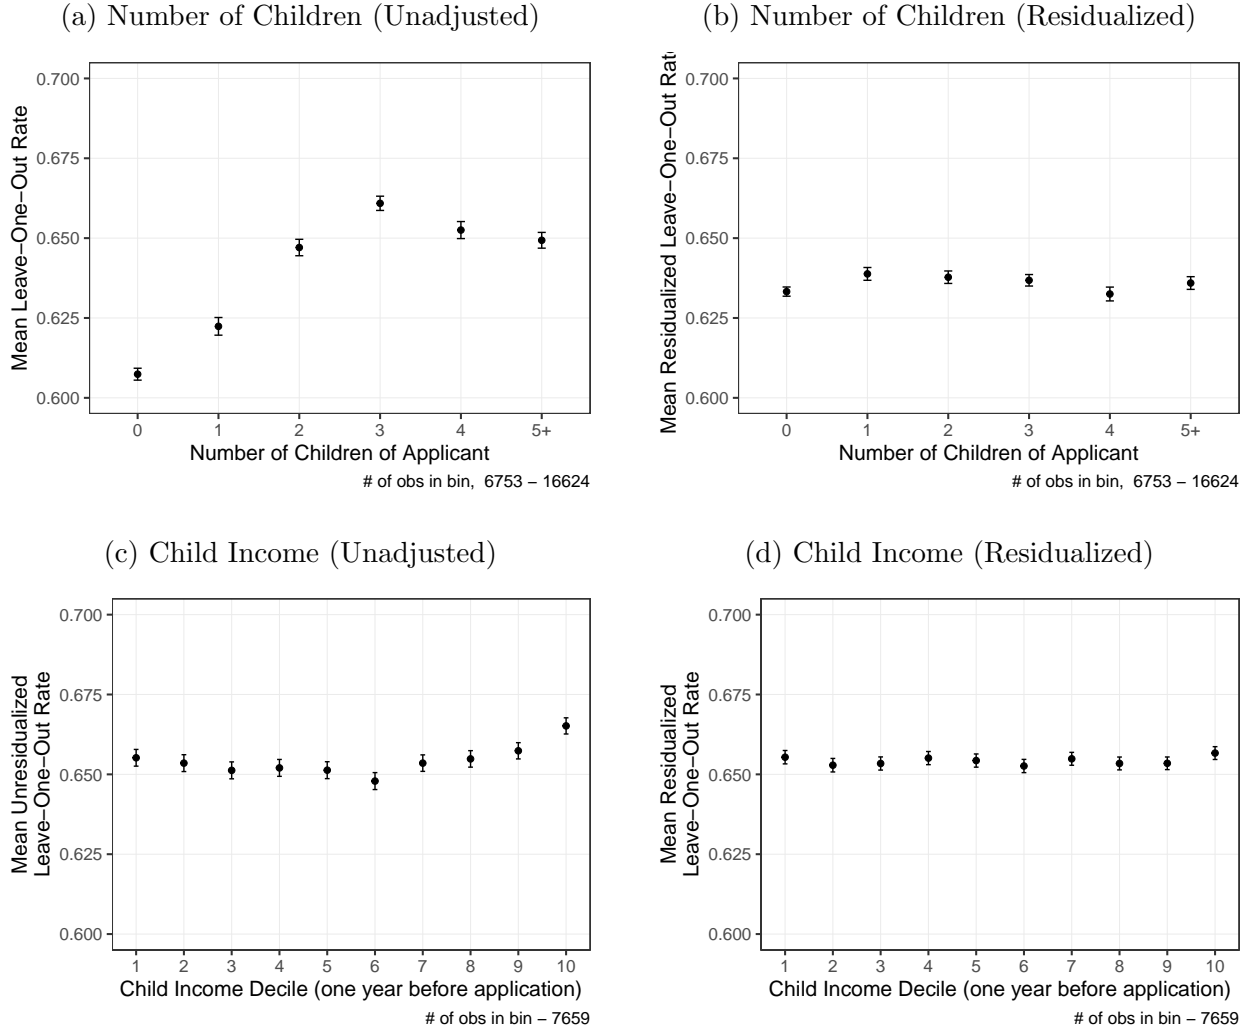 (a) Number of Children (Unadjusted)
Mean Leave−One−Out Rate
0.700
0.675
0.650
0.625
0.600
0 1 2 3 4 5+
Number of Children of Applicant
# of obs in bin, 6753 − 16624
(b) Number of Children (Residualized)
Mean Residualized Leave−One−Out Rate
0.700
0.675
0.650
0.625
0.600
0 1 2 3 4 5+
Number of Children of Applicant
# of obs in bin, 6753 − 16624
(c) Child Income (Unadjusted)
Mean Unresidualized
Leave−One−Out Rate
0.700
0.675
0.650
0.625
0.600
1 2 3 4 5 6 7 8 9 10
Child Income Decile (one year before application)
# of obs in bin − 7659
(d) Child Income (Residualized)
Mean Residualized
Leave−One−Out Rate
0.700
0.675
0.650
0.625
0.600
1 2 3 4 5 6 7 8 9 10
Child Income Decile (one year before application)
# of obs in bin − 7659